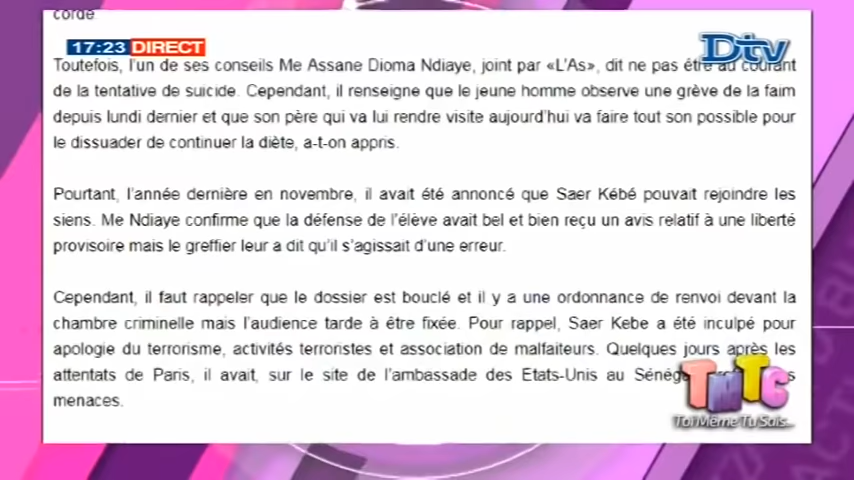 corde
17:23 DIRECT
Dtv
Toutefois, l'un de ses conseils Me Assane Dioma Ndiaye, joint par «L'As», dit ne pas être au courant
de la tentative de suicide. Cependant, il renseigne que le jeune homme observe une grève de la faim
depuis lundi dernier et que son père qui va lui rendre visite aujourd'hui va faire tout son possible pour
le dissuader de continuer la diète, a-t-on appris.
Pourtant, l'année dernière en novembre, il avait été annoncé que Saer Kébé pouvait rejoindre les
siens. Me Ndiaye confirme que la défense de l'élève avait bel et bien reçu un avis relatif à une liberté
provisoire mais le greffier leur a dit qu'il s'agissait d'une erreur.
Cependant, il faut rappeler que le dossier est bouclé et il y a une ordonnance de renvoi devant la
chambre criminelle mais l'audience tarde à être fixée. Pour rappel, Saer Kebe a été inculpé pour
apologie du terrorisme, activités terroristes et association de malfaiteurs. Quelques jours après les
attentats de Paris, il avait, sur le site de l'ambassade des Etats-Unis au
menaces.
TMTC
Toi Même Tu Sais...